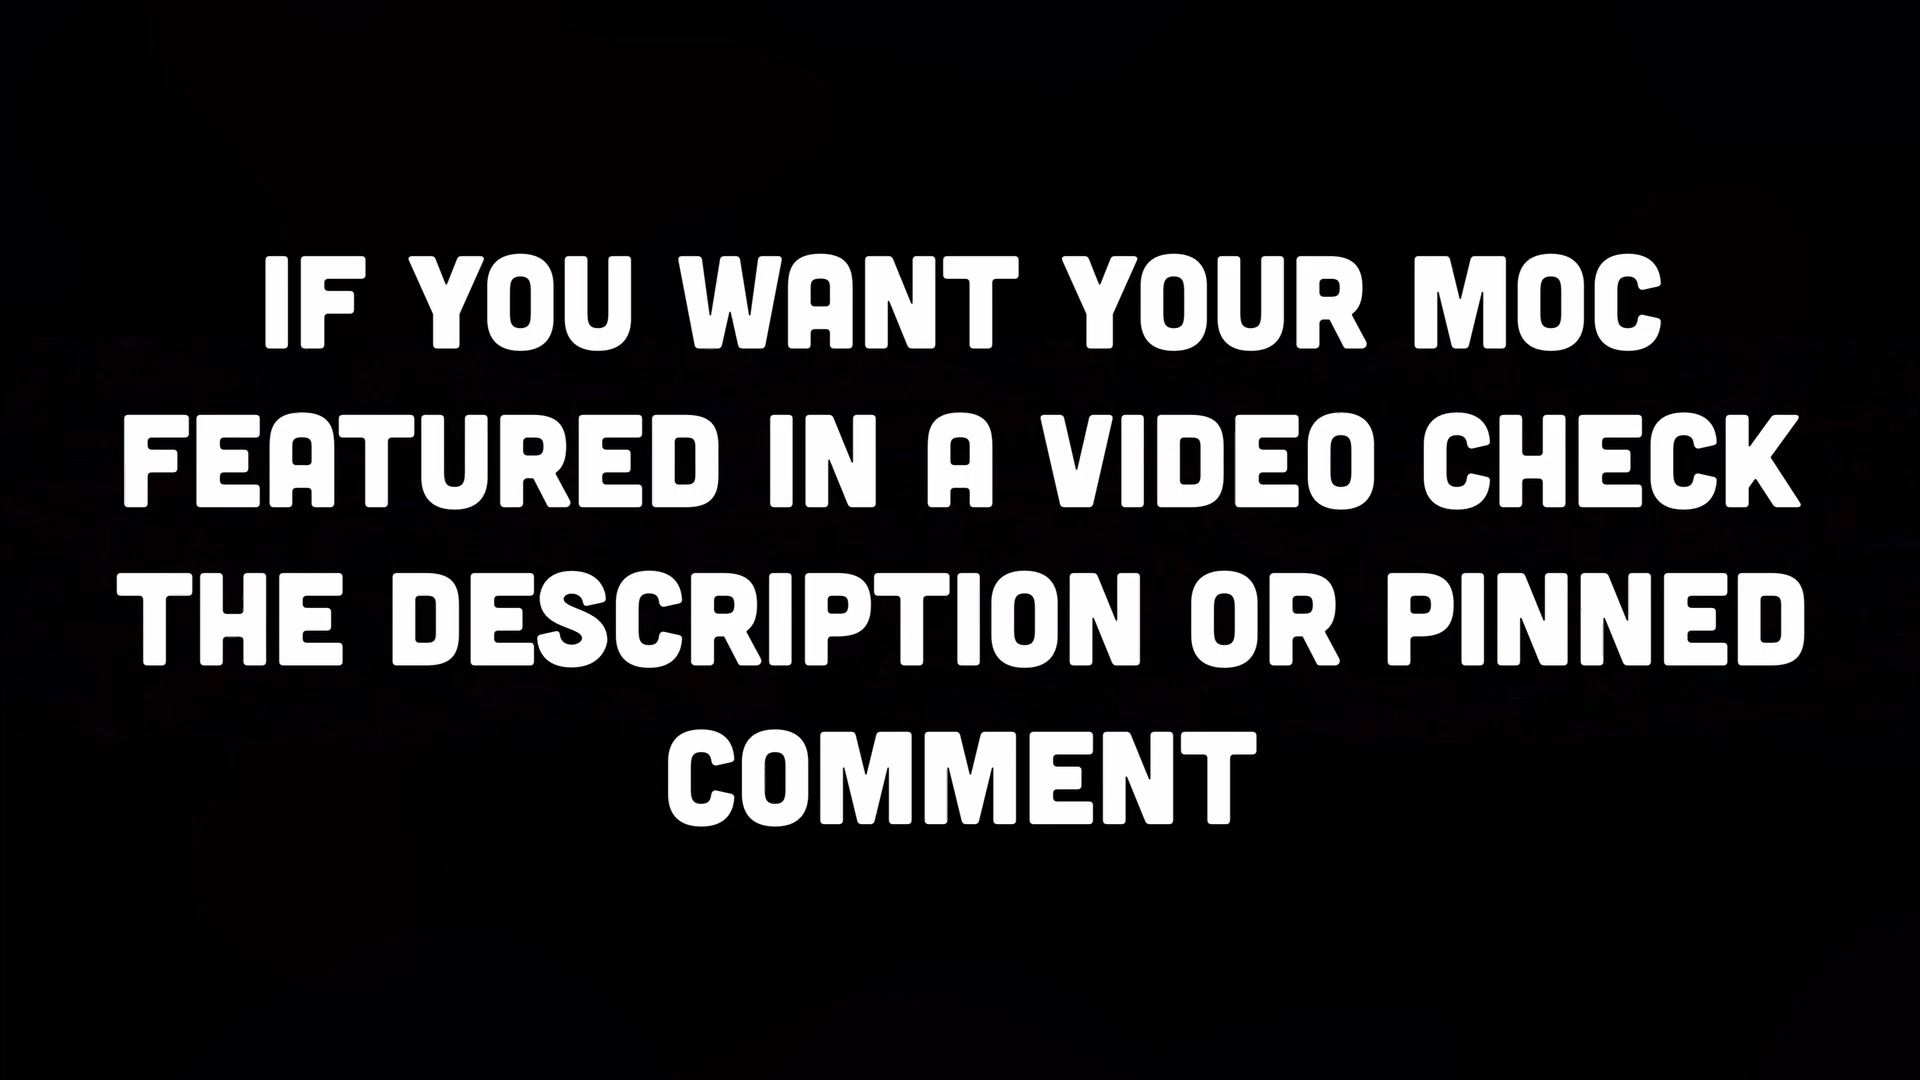 IF YOU WANT YOUR MOC
FEATURED IN A VIDEO CHECK
THE DESCRIPTION OR PINNED
COMMENT